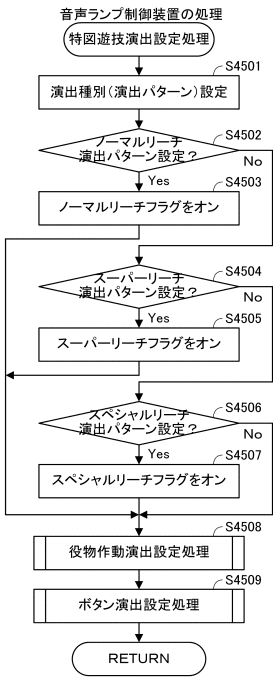 音声ランプ制御装置の処理
特図遊技演出設定処理
S4501
演出種別(演出パターン)設定
S4502
ノーマルリーチ
演出パターン設定?
No
Yes
S4503
ノーマルリーチフラグをオン
S4504
スーパーリーチ
演出パターン設定?
No
Yes
S4505
スーパーリーチフラグをオン
S4506
スペシャルリーチ
演出パターン設定?
No
Yes
S4507
スペシャルリーチフラグをオン
S4508
役物作動演出設定処理
S4509
ボタン演出設定処理
RETURN